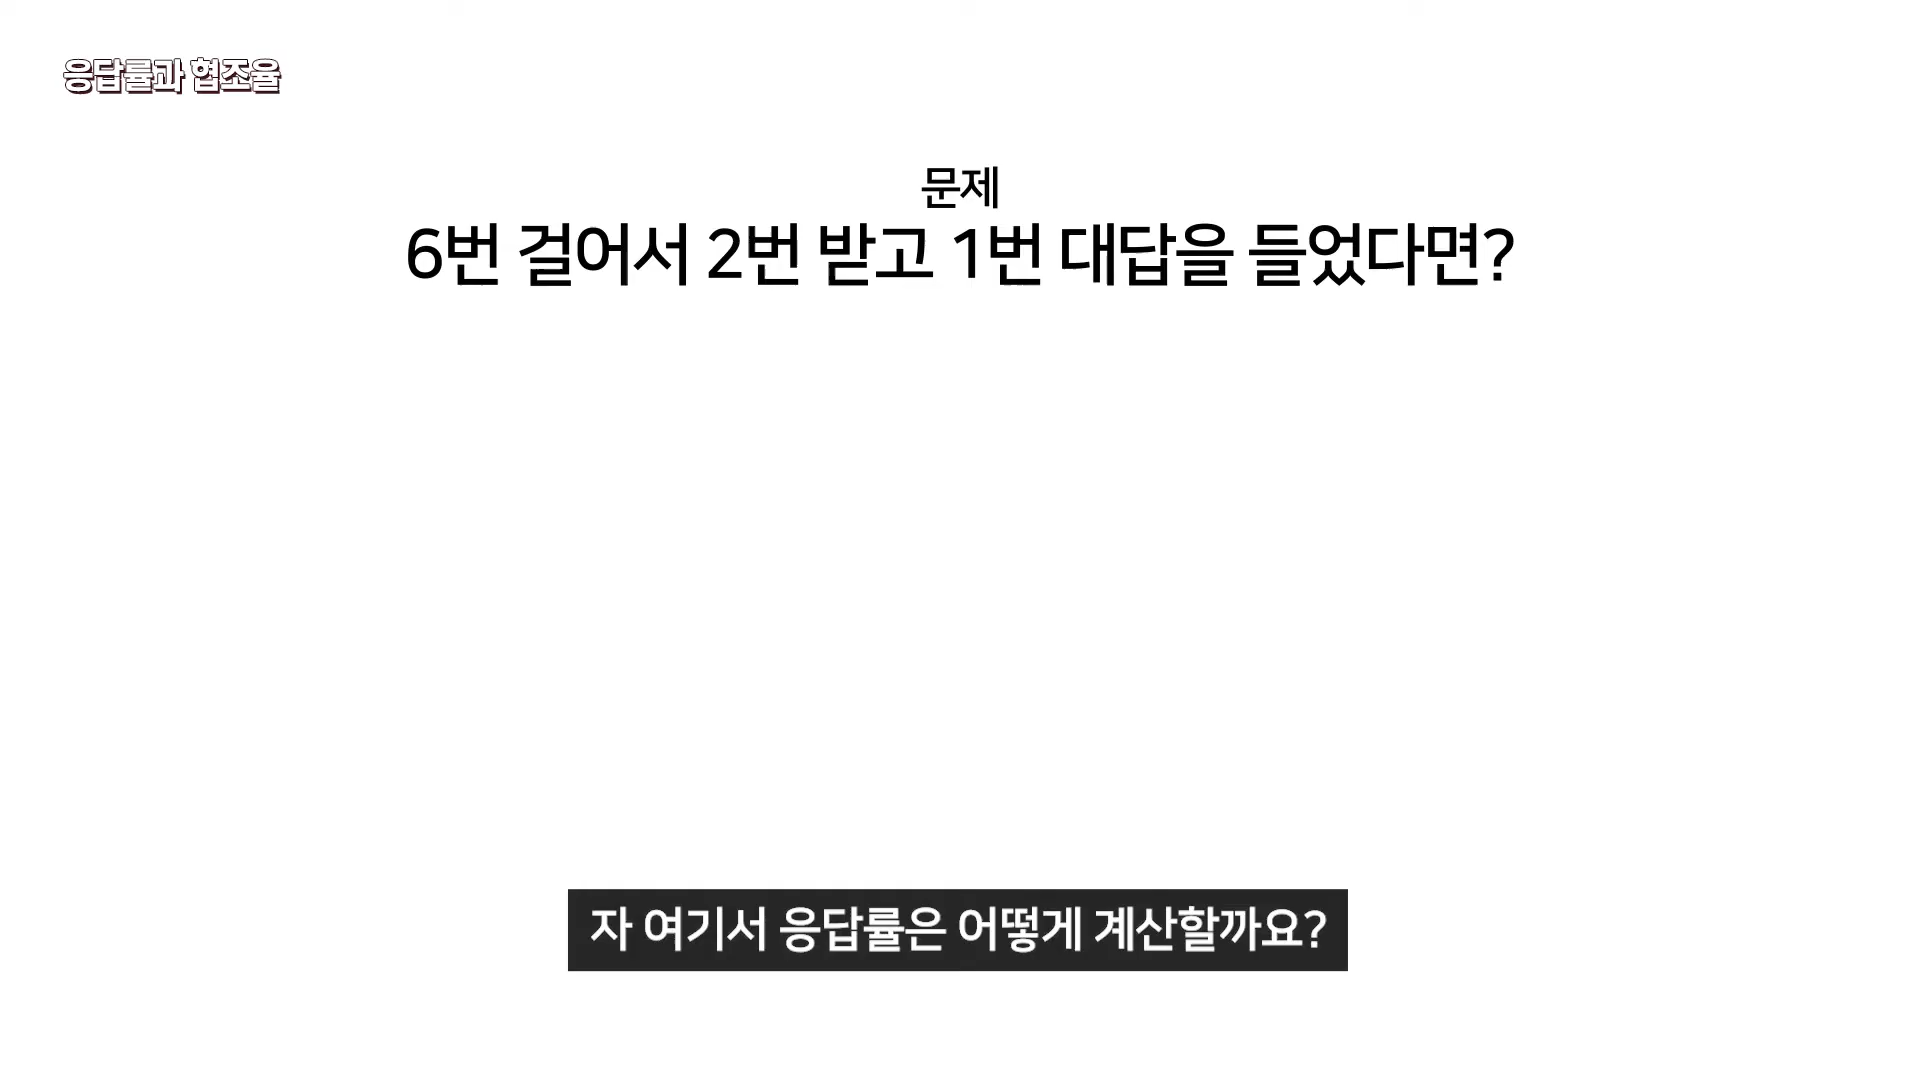 응답률과 협조율
문제
6번 걸어서 2번 받고 1번 대답을 들었다면?
자 여기서 응답률은 어떻게 계산할까요?